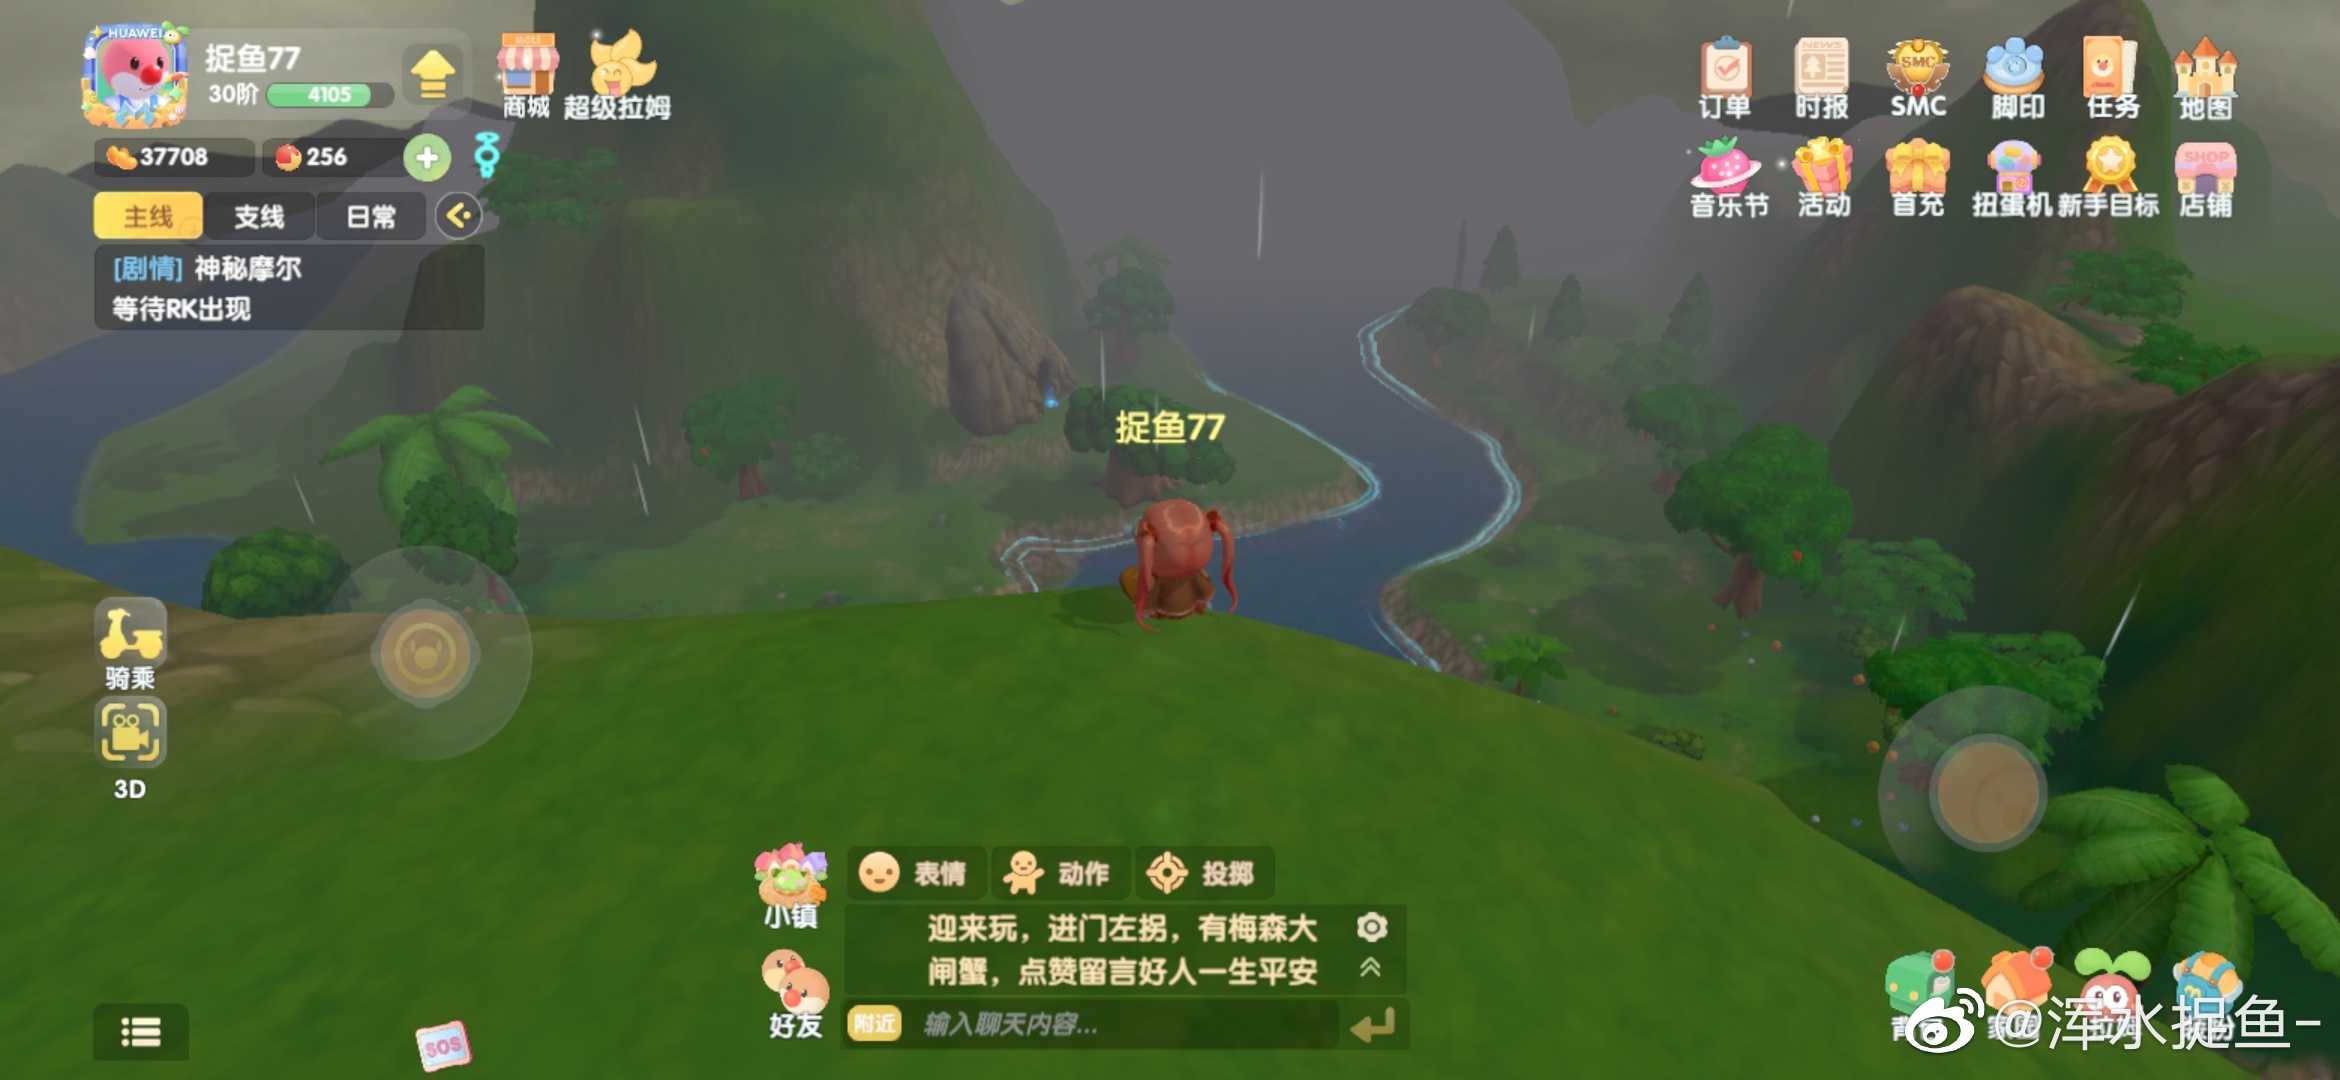 HUAWEI
捉鱼77
30阶 4105
商城
超级拉姆
37708
256
主线
支线
日常
[剧情] 神秘摩尔
等待RK出现
NEWS
SMC
订单
时报
SMC
脚印
任务
地图
SHOP
音乐节
活动
首充
扭蛋机
新手目标
店铺
捉鱼77
骑乘
3D
表情
动作
投掷
小镇
迎来玩，进门左拐，有梅森大
闸蟹，点赞留言好人一生平安
好友
附近
输入聊天内容...
SOS
@浑水捉鱼-